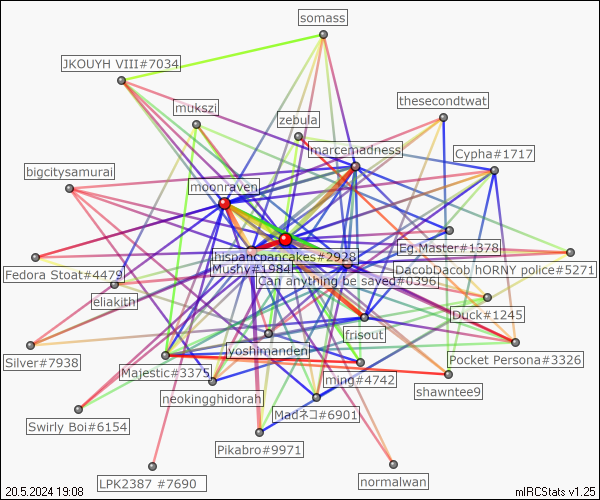 somass
JKOUYH VIII#7034
thesecondtwat
mukszi
zebula
marcemadness
Cypha#1717
bigcitysamurai
moonraven
Eg.Master#1378
hispancpancakes#2928
Mushy#1984
Fedora Stoat#4479
DacobDacob hORNY police#5271
Can anything be sayed#0396
eliakith
Duck#1245
frisout
yoshimanden
Silver#7938
Pocket Persona#3326
Majestic#3375
ming#4742
shawntee9
neokingghidorah
Madネコ#6901
Swirly Boi#6154
Pikabro#9971
LPK2387 #7690
normalwan
20.5.2024 19:08
mIRCStats v1.25